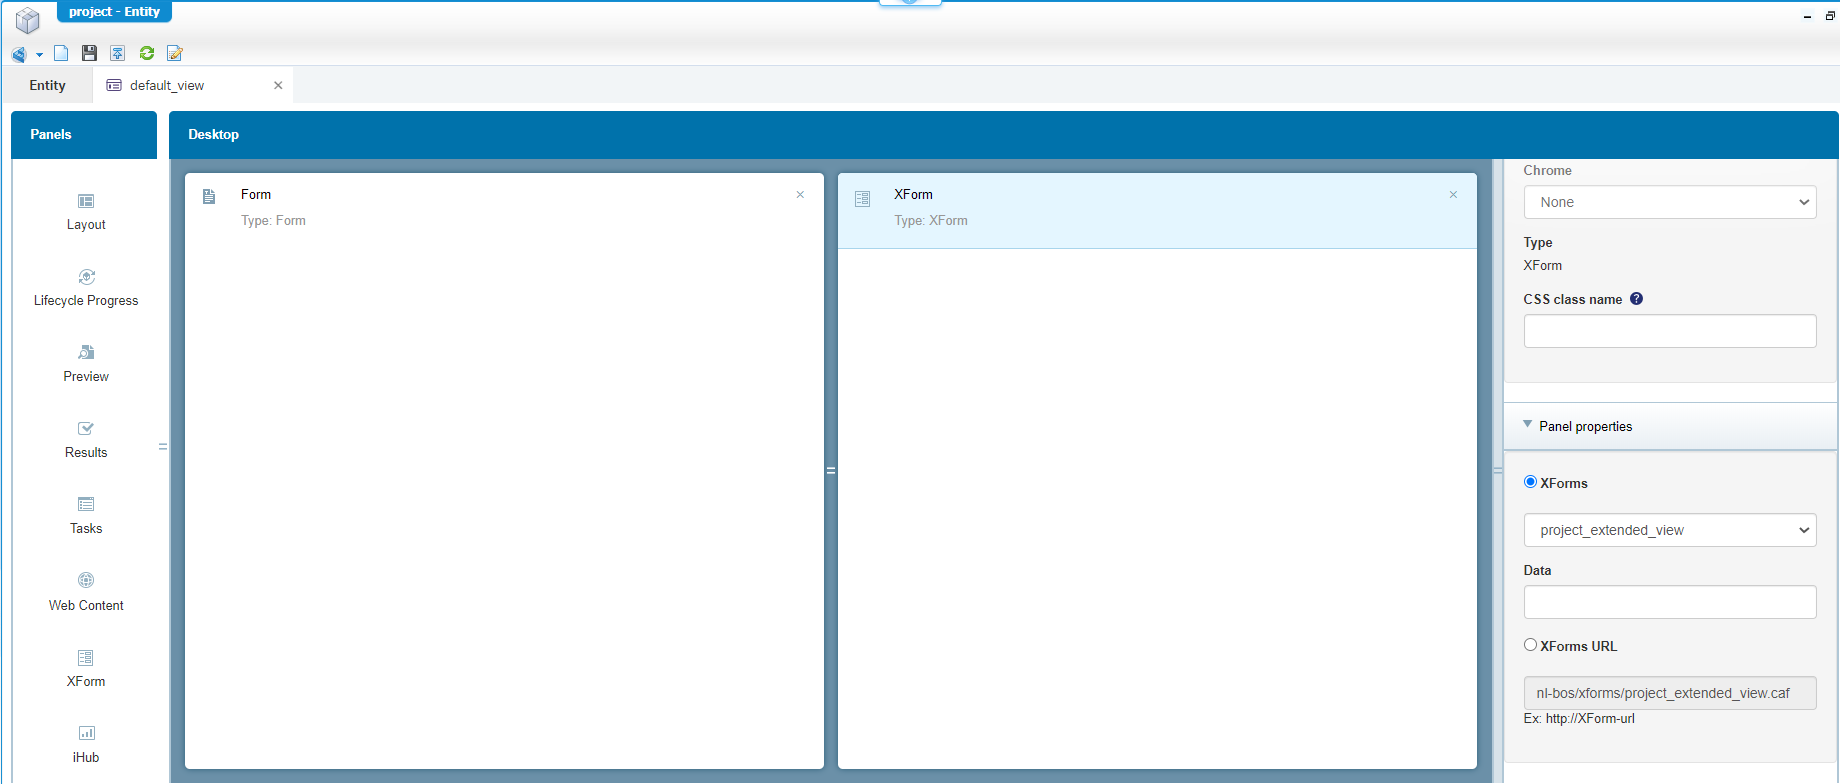 project - Entity
Entity
default_view
Panels
Desktop
Layout
Lifecycle Progress
Preview
Results
Tasks
Web Content
XForm
iHub
Form
Type: Form
XForm
Type: XForm
Chrome
None
Type
XForm
CSS class name ?
Panel properties
XForms
project_extended_view
Data
XForms URL
nl-bos/xforms/project_extended_view.caf
Ex: http://XForm-url